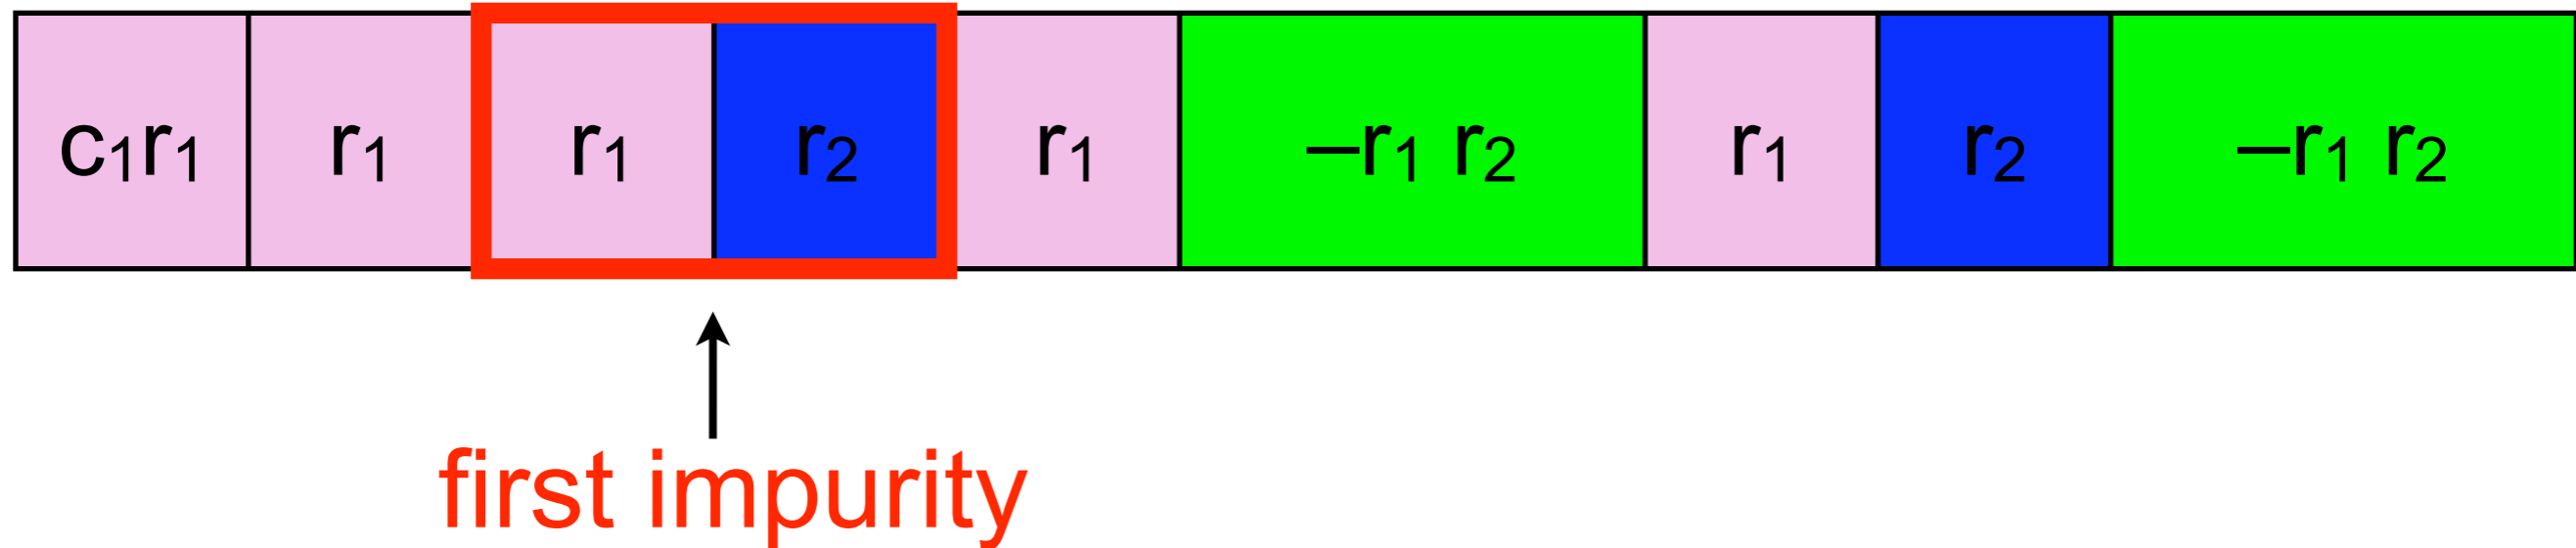 c₁r₁ r₁ r₁ r₂ r₁ –r₁ r₂ r₁ r₂ –r₁ r₂
first impurity